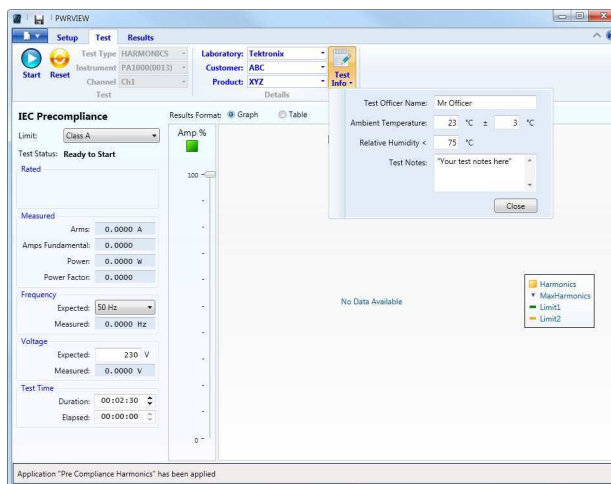 PWRVIEW
Setup Test Results
Start
Reset
Test Type HARMONICS
Instrument PA1000(0013)
Channel Ch1
Test
Laboratory: Tektronix
Customer: ABC
Product: XYZ
Details
Test Info
Test Officer Name: Mr Officer
Ambient Temperature: 23 °C ± 3 °C
Relative Humidity < 75 °C
Test Notes: "Your test notes here"
Close
IEC Precompliance
Limit: Class A
Test Status: Ready to Start
Rated
Measured
Arms: 0.0000 A
Amps Fundamental: 0.0000
Power: 0.0000 W
Power Factor: 0.0000
Frequency
Expected: 50 Hz
Measured: 0.0000 Hz
Voltage
Expected: 230 V
Measured: 0.0000 V
Test Time
Duration: 00:02:30
Elapsed: 00:00:00
Results Format: Graph Table
Amp %
100
0
No Data Available
Harmonics
MaxHarmonics
Limit1
Limit2
Application "Pre Compliance Harmonics" has been applied